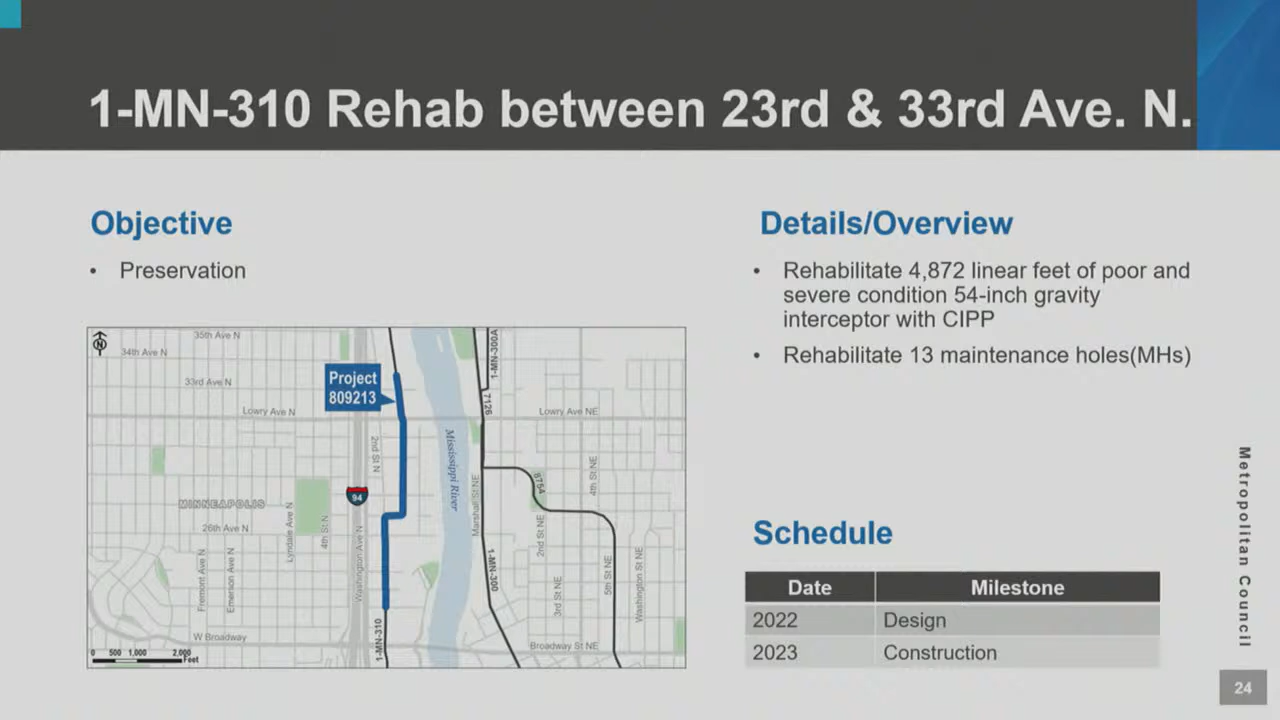 1-MN-310 Rehab between 23rd & 33rd Ave. N.
Objective
• Preservation
N
35th Ave N
34th Ave N
33rd Ave N
Lowry Ave N
Project
809213
2nd St N
94
MINNEAPOLIS
26th Ave N
Lyndale Ave N
4th St N
Washington Ave N
Fremont Ave N
Emerson Ave N
W Broadway
1-MN-310
0 500 1,000 2,000
Feet
Mississippi River
1-MN-300A
7126
Lowry Ave NE
Marshall St NE
8754
4th St NE
2nd St NE
1-MN-300
3rd St NE
5th St NE
Washington St NE
Broadway St NE
Details/Overview
• Rehabilitate 4,872 linear feet of poor and
severe condition 54-inch gravity
interceptor with CIPP
• Rehabilitate 13 maintenance holes(MHs)
Schedule
Date Milestone
2022 Design
2023 Construction
Metropolitan Council
24